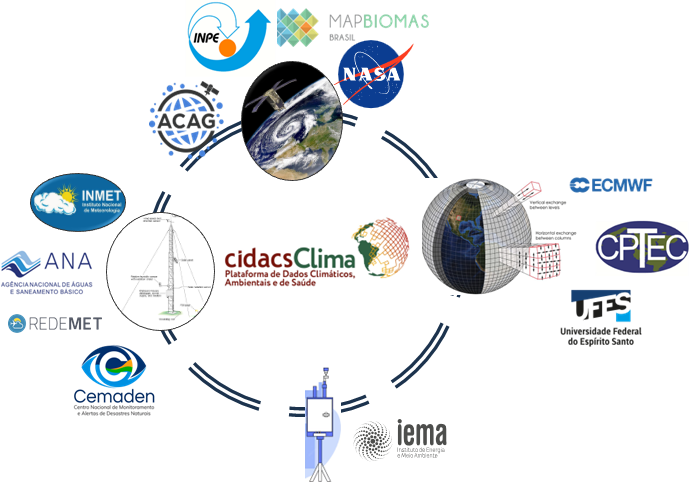 INPE
MAPBIOMAS
BRASIL
NASA
ACAG
INMET
Instituto Nacional
de Meteorologia
ANA
AGÊNCIA NACIONAL DE ÁGUAS
E SANEAMENTO BÁSICO
REDEMET
Cemaden
Centro Nacional de Monitoramento
e Alertas de Desastres Naturais
cidacsClima
Plataforma de Dados Climáticos,
Ambientais e de Saúde
Vertical exchange
between levels
Horizontal exchange
between columns
ECMWF
CPTEC
UFES
Universidade Federal
do Espírito Santo
iema
Instituto de Energia
e Meio Ambiente